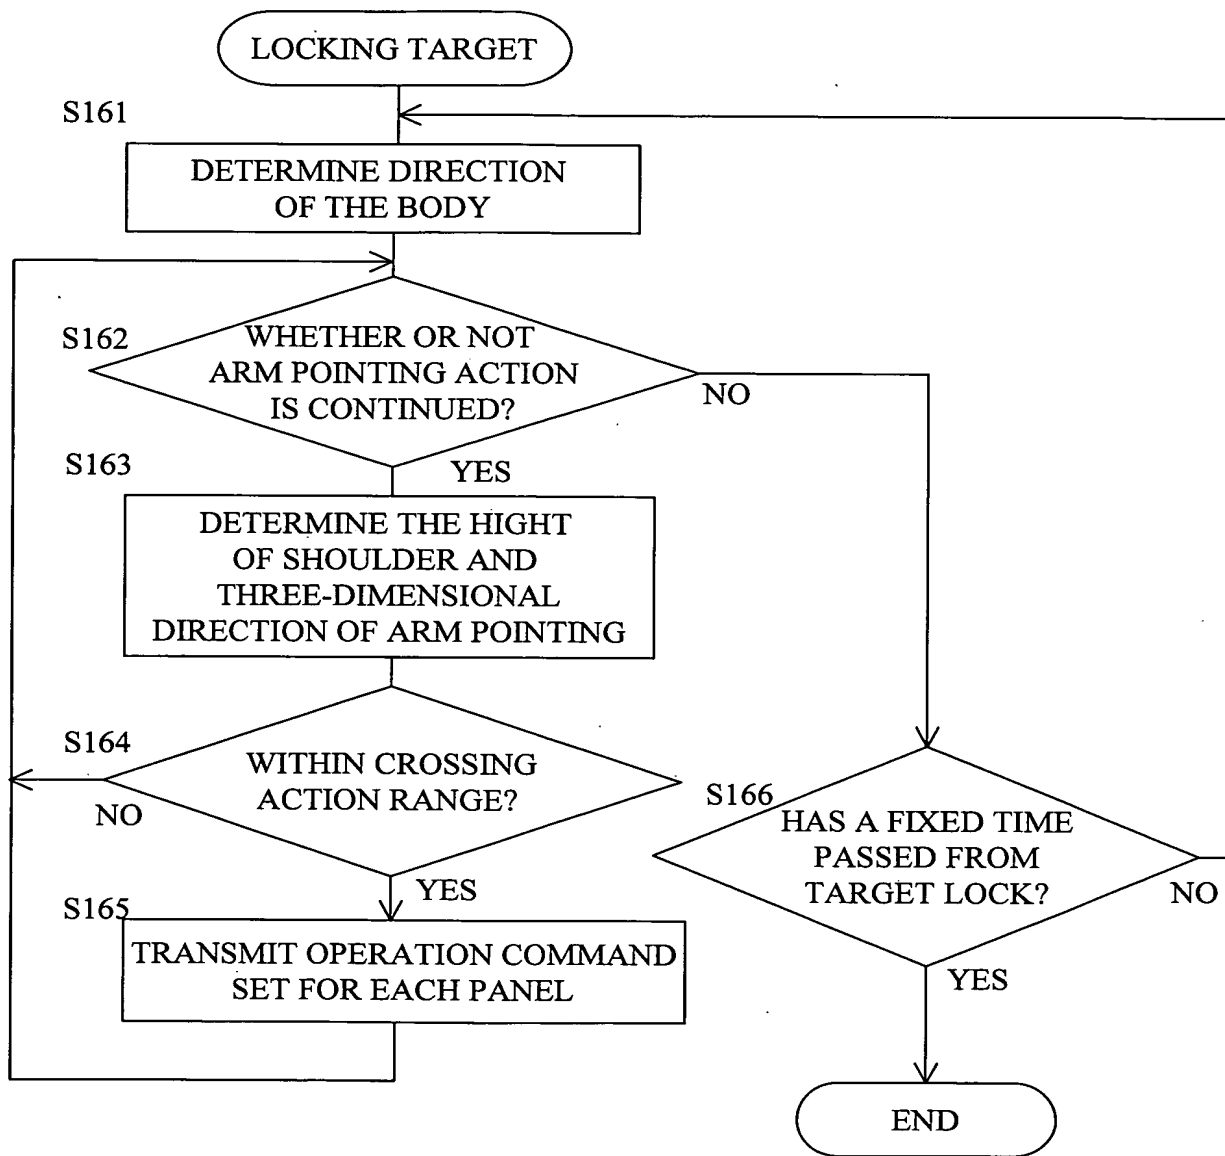 LOCKING TARGET
S161
DETERMINE DIRECTION
OF THE BODY
S162
WHETHER OR NOT
ARM POINTING ACTION
IS CONTINUED?
NO
YES
S163
DETERMINE THE HIGHT
OF SHOULDER AND
THREE-DIMENSIONAL
DIRECTION OF ARM POINTING
S164
WITHIN CROSSING
ACTION RANGE?
NO
YES
S165
TRANSMIT OPERATION COMMAND
SET FOR EACH PANEL
S166
HAS A FIXED TIME
PASSED FROM
TARGET LOCK?
NO
YES
END